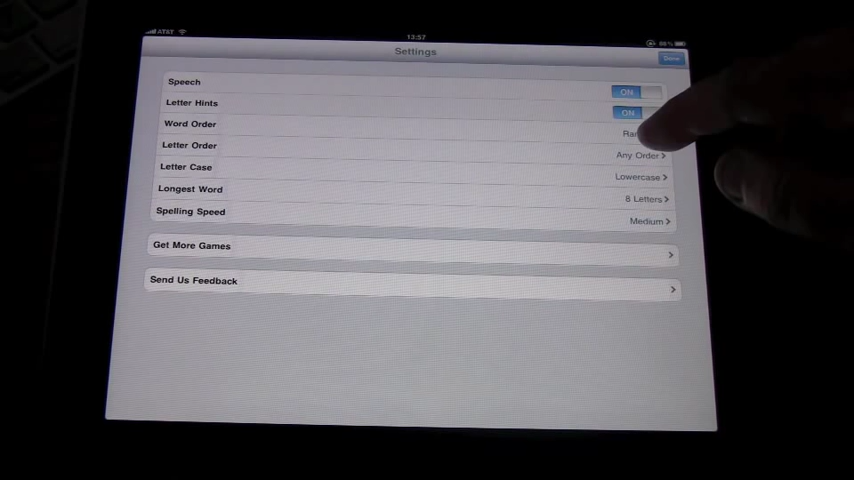 AT&T
13:57
86%
Settings
Done
Speech ON
Letter Hints ON
Word Order
Letter Order Any Order
Letter Case Lowercase
Longest Word 8 Letters
Spelling Speed Medium
Get More Games
Send Us Feedback